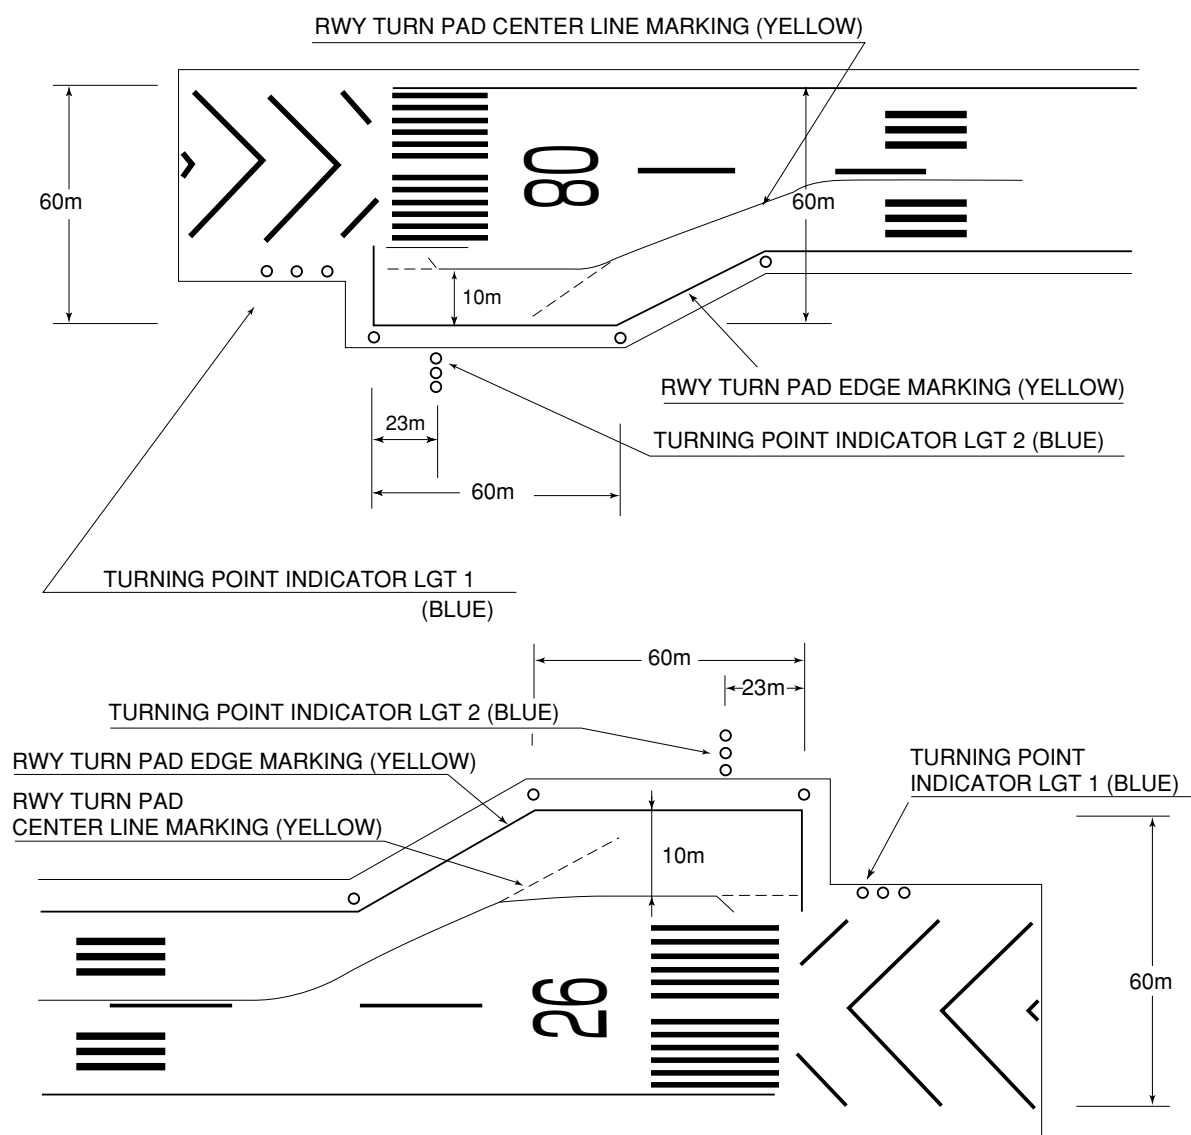 RWY TURN PAD CENTER LINE MARKING (YELLOW)
60m
08
60m
10m
RWY TURN PAD EDGE MARKING (YELLOW)
23m
TURNING POINT INDICATOR LGT 2 (BLUE)
60m
TURNING POINT INDICATOR LGT 1
(BLUE)
60m
23m
TURNING POINT INDICATOR LGT 2 (BLUE)
RWY TURN PAD EDGE MARKING (YELLOW)
TURNING POINT
INDICATOR LGT 1 (BLUE)
RWY TURN PAD
CENTER LINE MARKING (YELLOW)
10m
60m
26